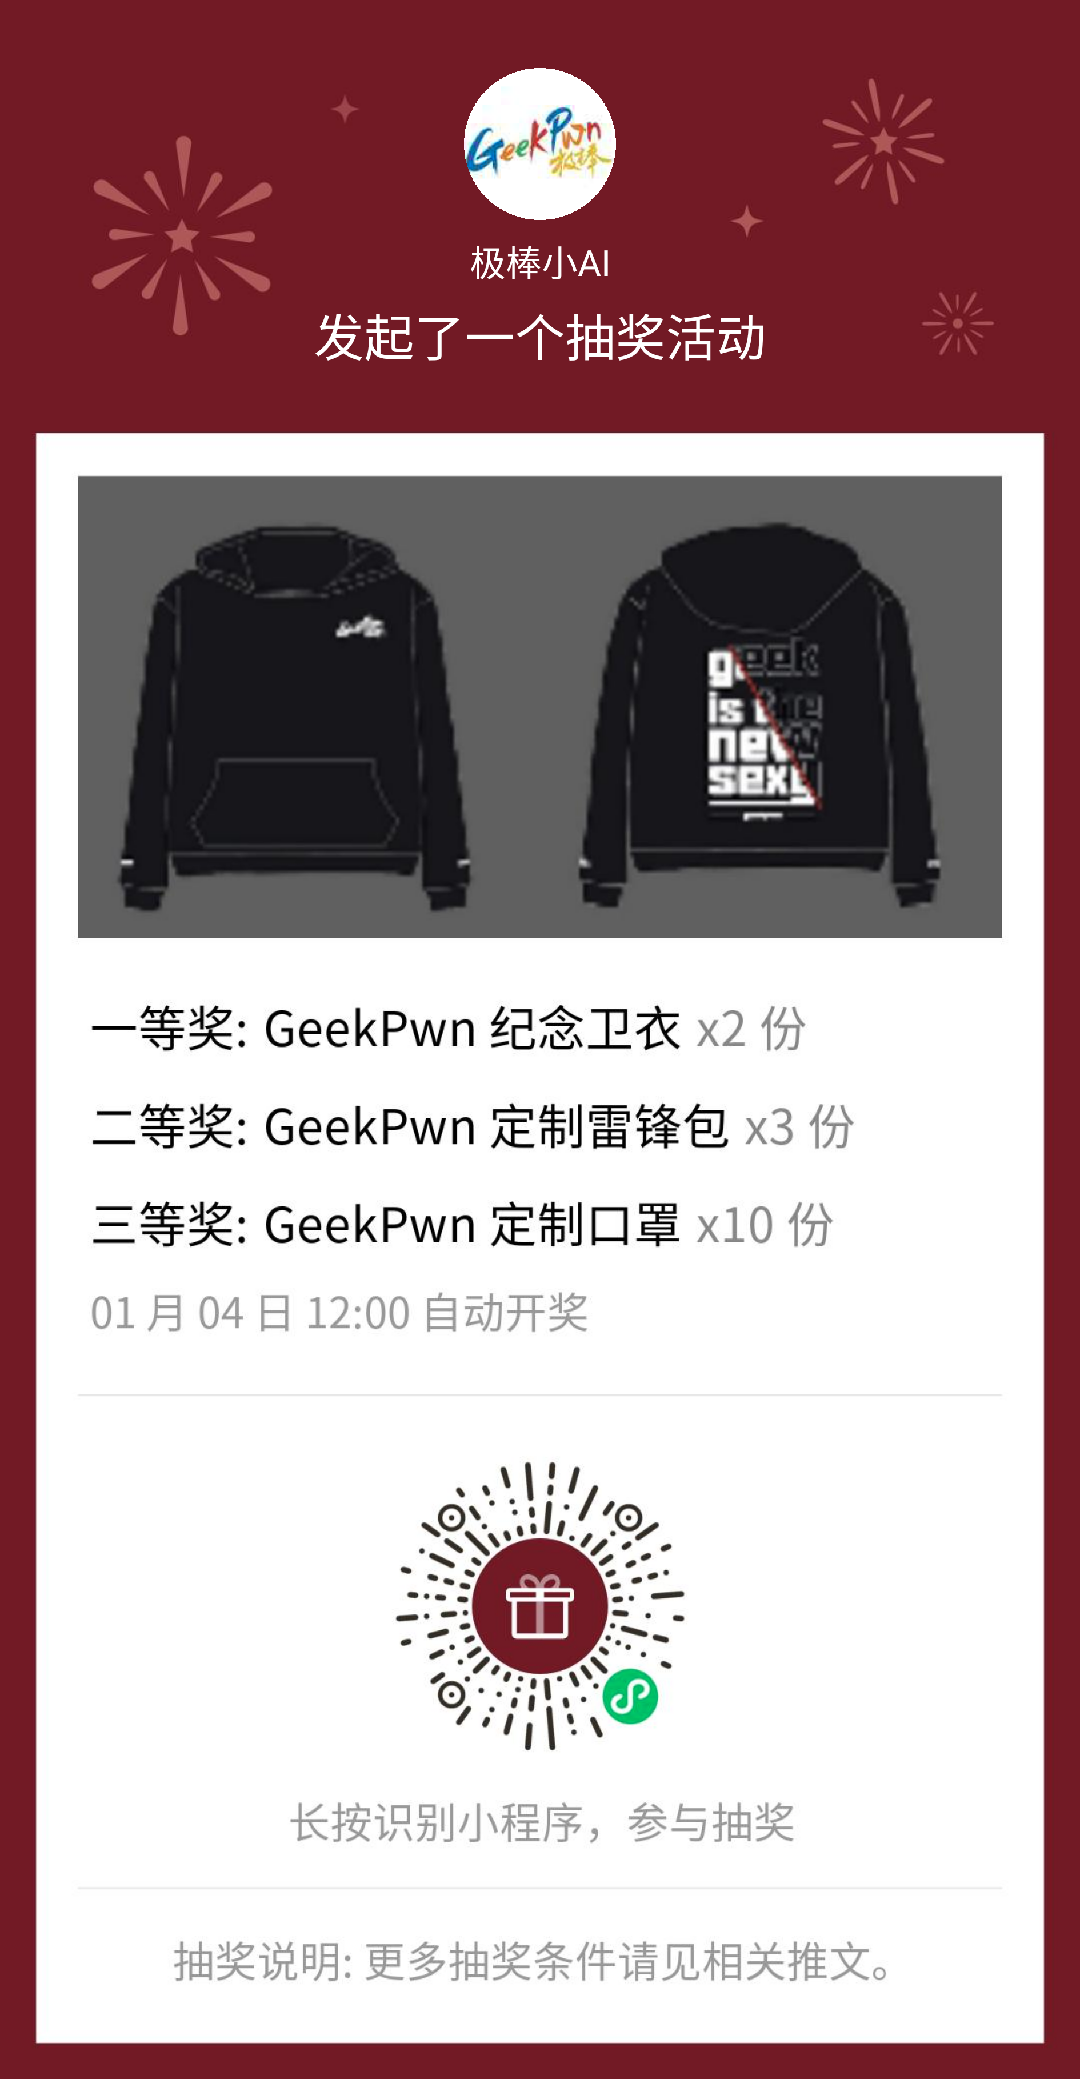 GeekPwn
极棒
极棒小AI
发起了一个抽奖活动
geek
is the
new
sexy
一等奖: GeekPwn 纪念卫衣 x2 份
二等奖: GeekPwn 定制雷锋包 x3 份
三等奖: GeekPwn 定制口罩 x10 份
01 月 04 日 12:00 自动开奖
长按识别小程序，参与抽奖
抽奖说明: 更多抽奖条件请见相关推文。